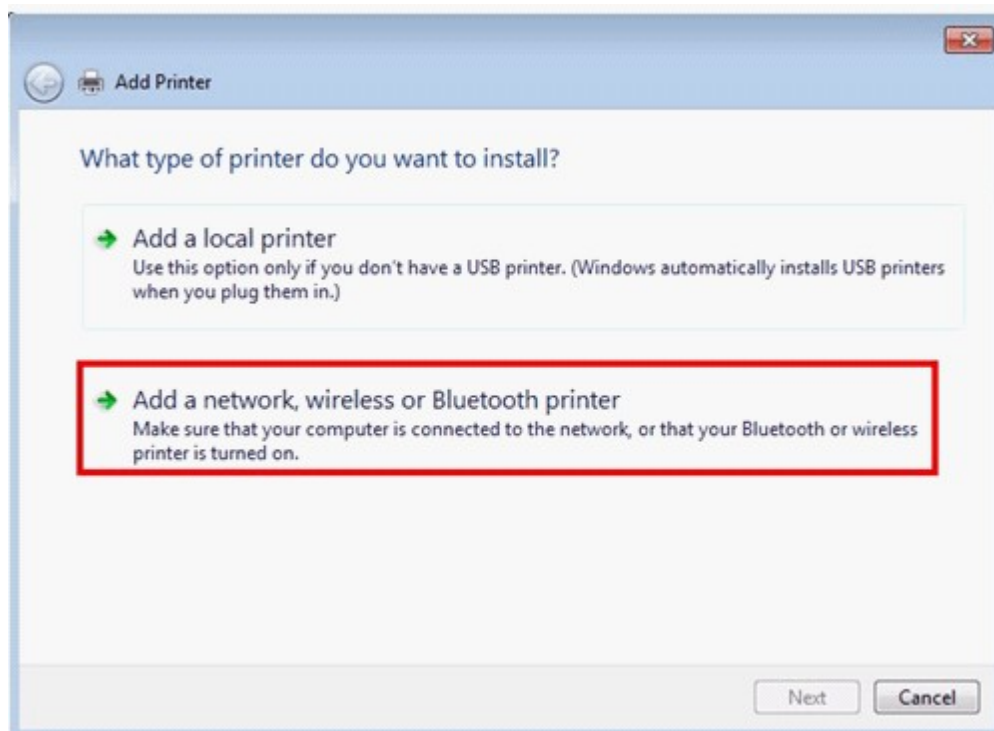 Add Printer
What type of printer do you want to install?
Add a local printer
Use this option only if you don't have a USB printer. (Windows automatically installs USB printers
when you plug them in.)
Add a network, wireless or Bluetooth printer
Make sure that your computer is connected to the network, or that your Bluetooth or wireless
printer is turned on.
Next
Cancel